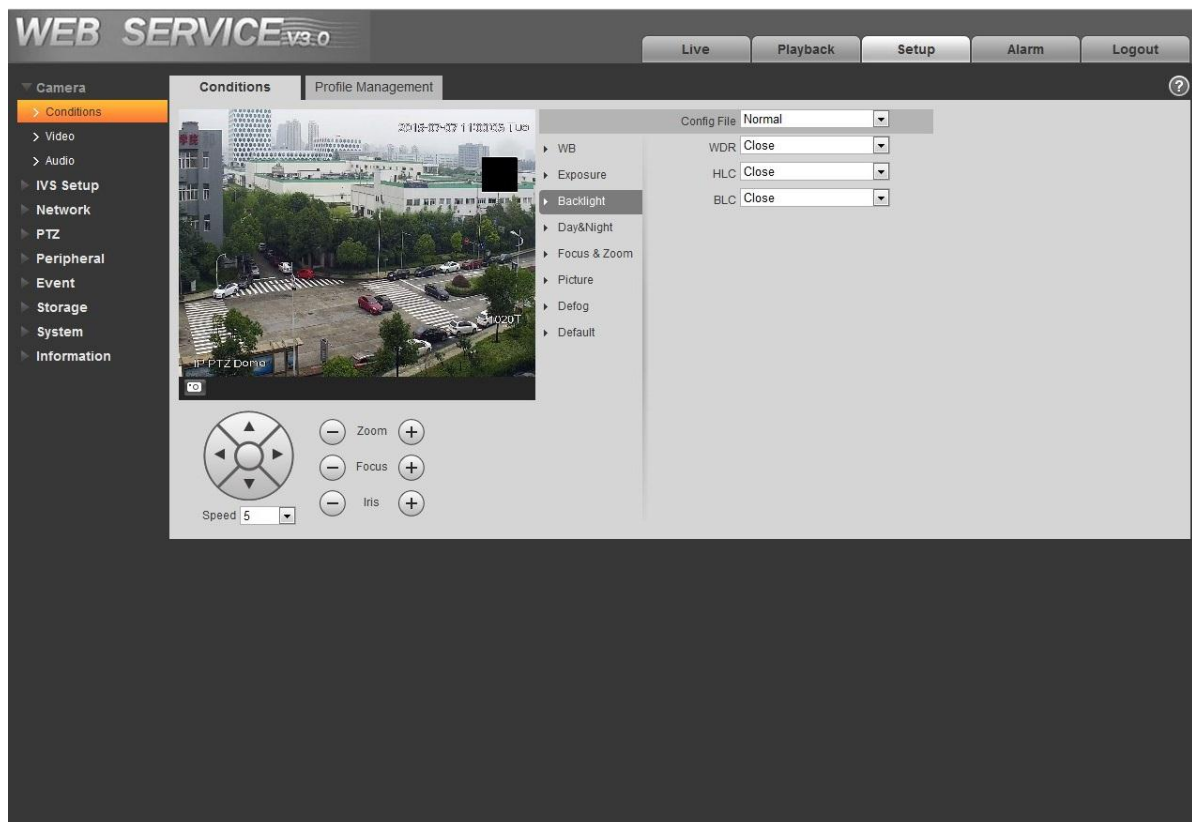 WEB SERVICE V3.0
Live
Playback
Setup
Alarm
Logout
Camera
Conditions
Video
Audio
IVS Setup
Network
PTZ
Peripheral
Event
Storage
System
Information
Conditions
Profile Management
?
IP PTZ Dome
WB
Exposure
Backlight
Day&Night
Focus & Zoom
Picture
Defog
Default
Config File Normal
WDR Close
HLC Close
BLC Close
Zoom
Focus
Iris
Speed 5